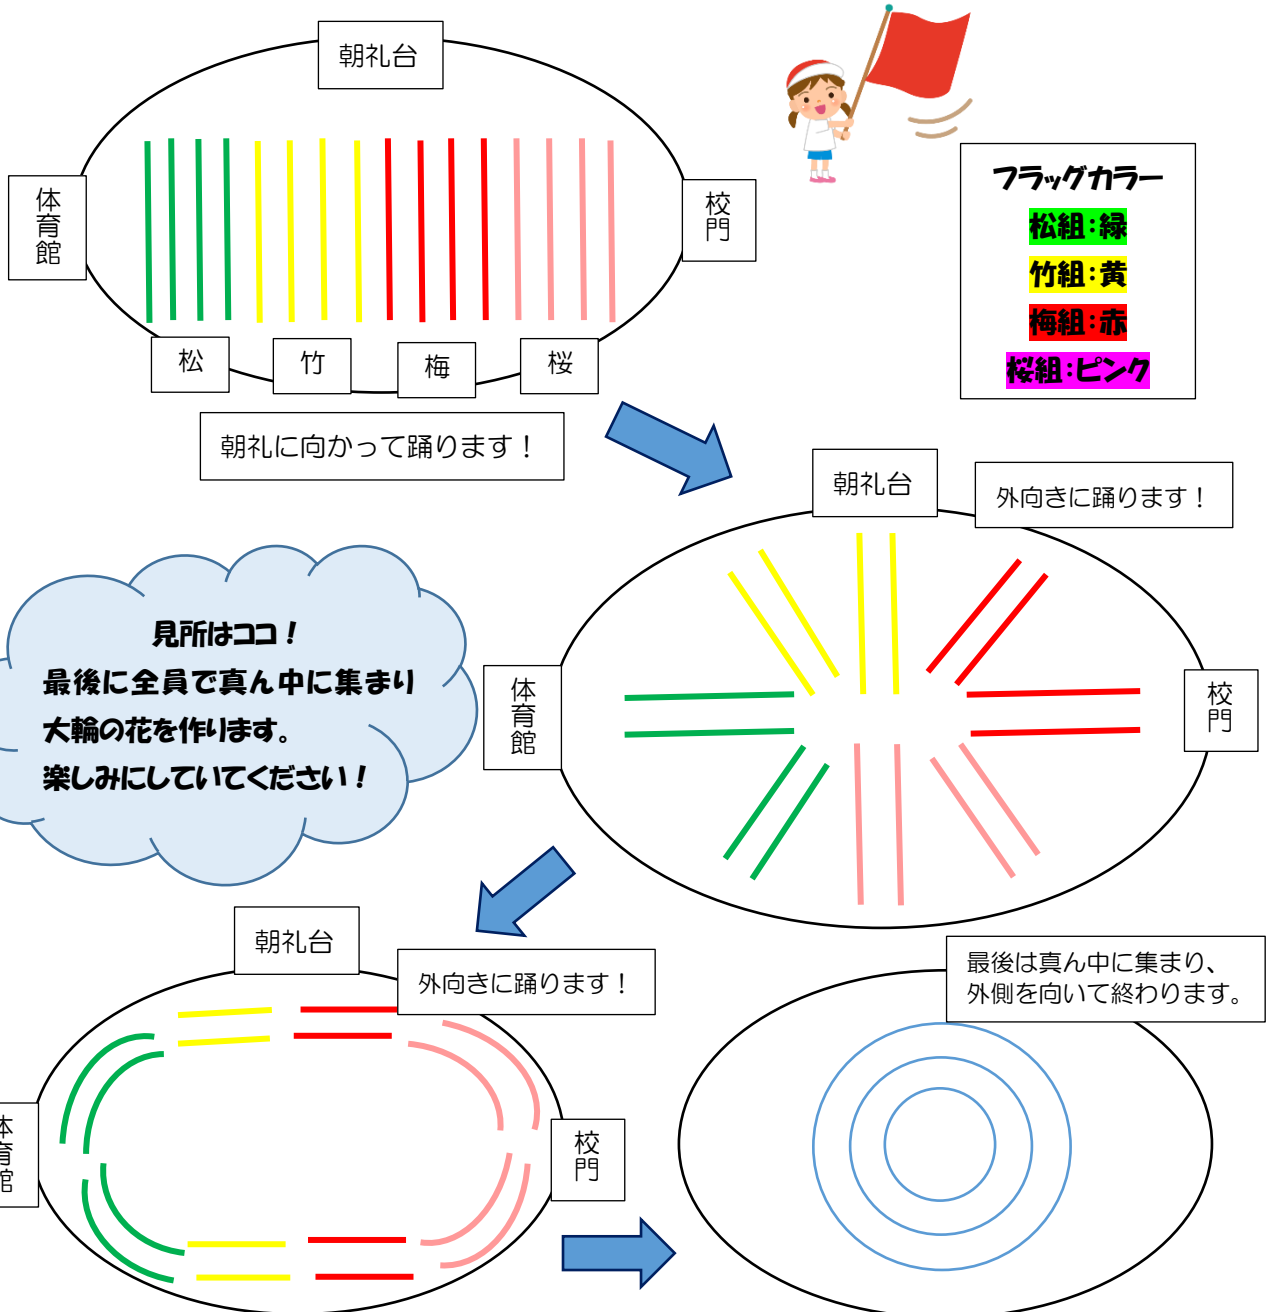 朝礼台
体育館
校門
松
竹
梅
桜
朝礼に向かって踊ります！
フラッグカラー
松組：緑
竹組：黄
梅組：赤
桜組：ピンク
朝礼台
外向きに踊ります！
体育館
校門
見所はココ！
最後に全員で真ん中に集まり
大輪の花を作ります。
楽しみにしていてください！
朝礼台
外向きに踊ります！
体育館
校門
最後は真ん中に集まり、
外側を向いて終わります。